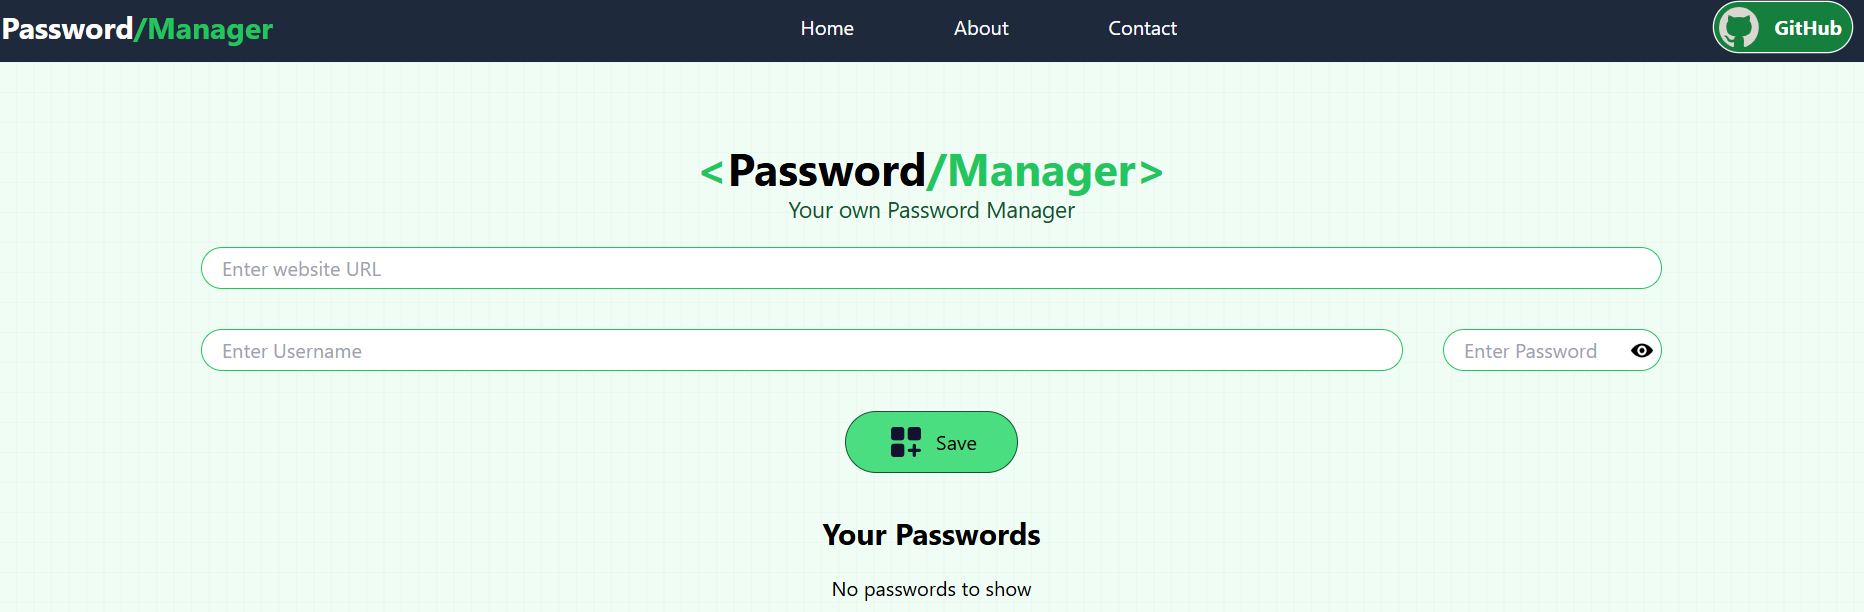 Password/Manager Home About Contact GitHub
<Password/Manager>
Your own Password Manager
Enter website URL
Enter Username Enter Password
Save
Your Passwords
No passwords to show